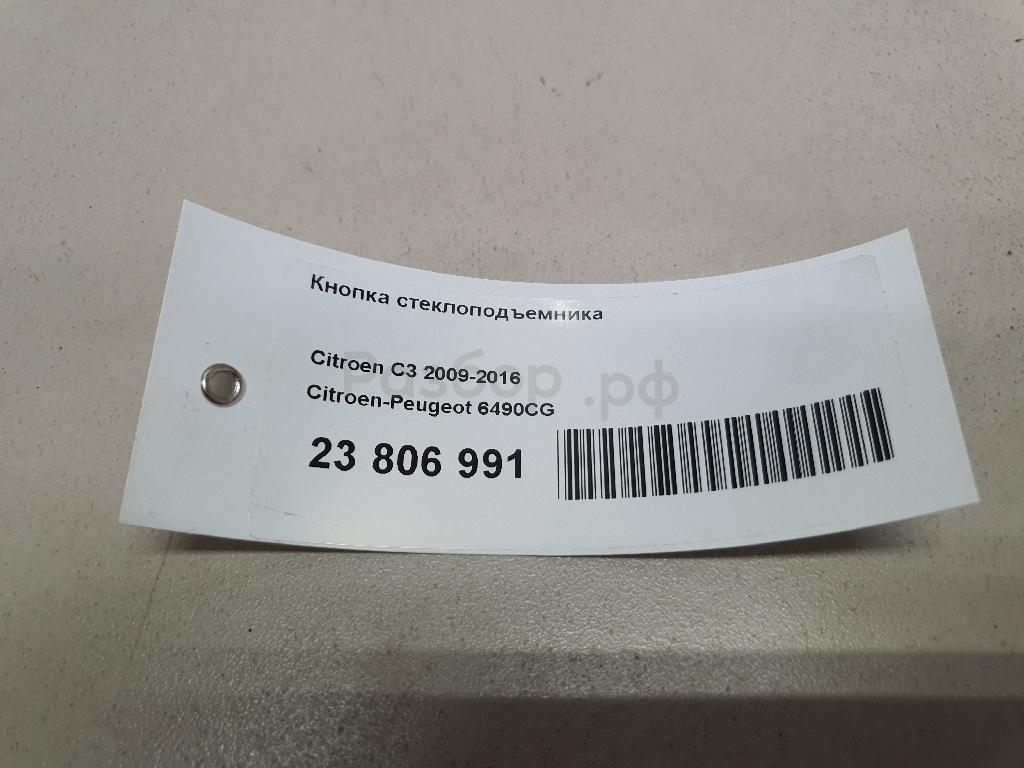 Кнопка стеклоподъемника
Citroen C3 2009-2016
Citroen-Peugeot 6490CG
23 806 991
Разбор.рф